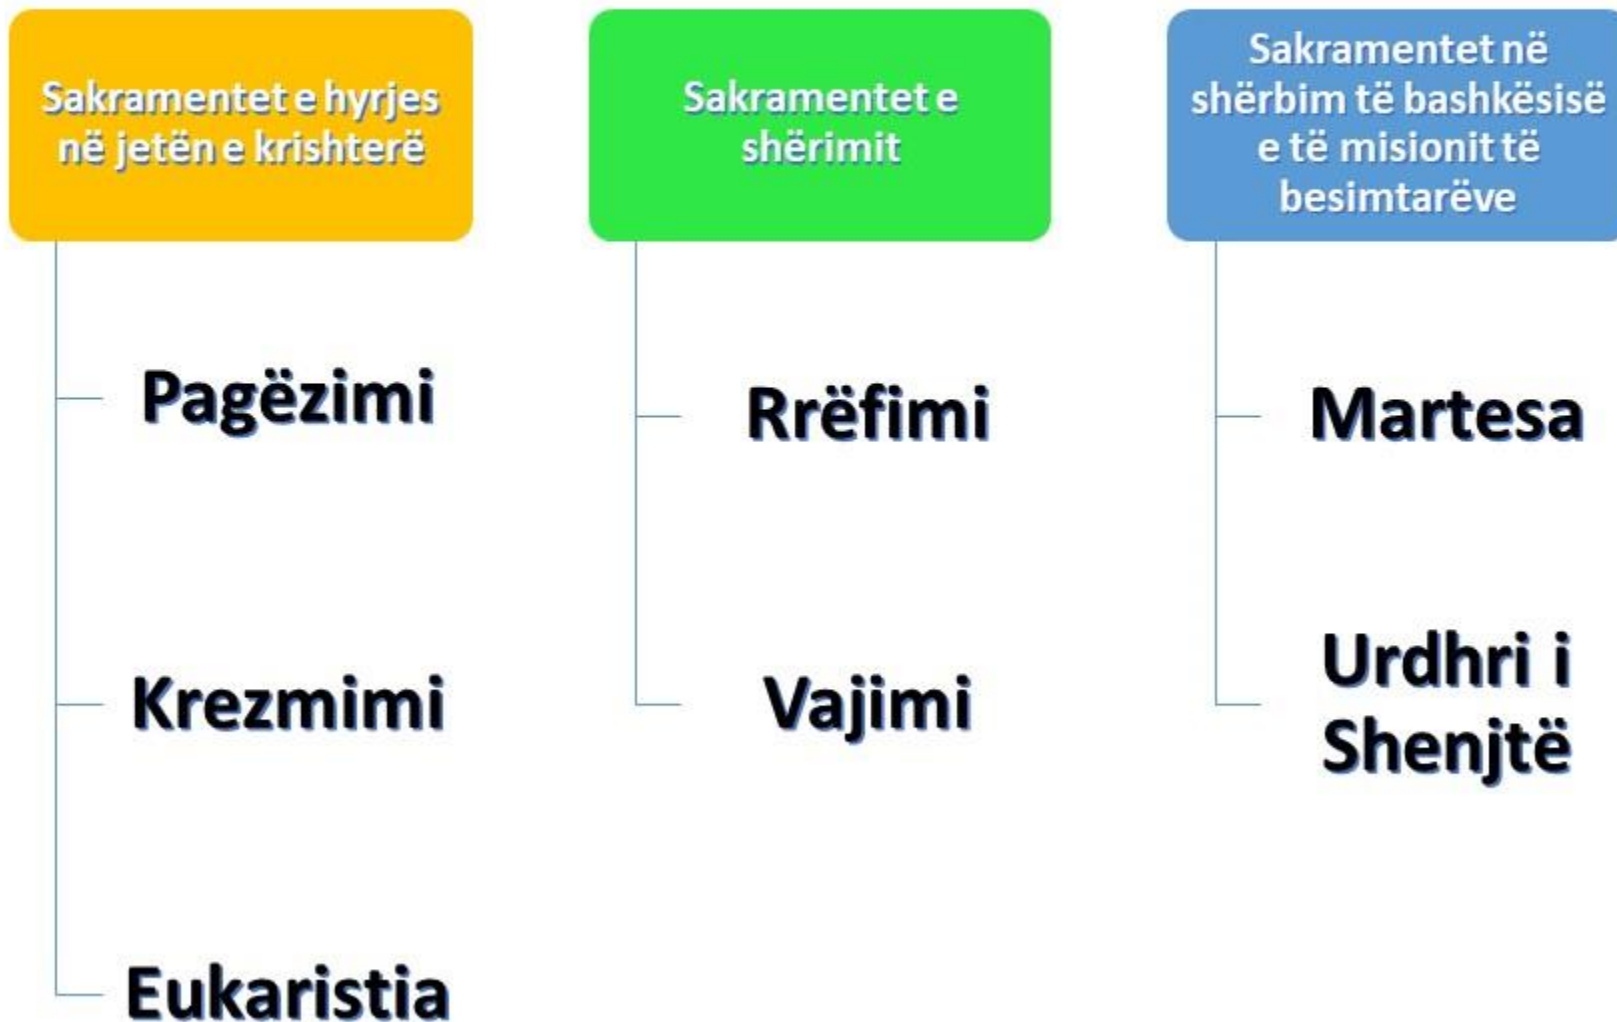 Sakramentet e hyrjes
në jetën e krishterë
Pagëzimi
Krezmimi
Eukaristia
Sakramentet e
shërimit
Rrëfimi
Vajimi
Sakramentet në
shërbim të bashkësisë
e të misionit të
besimtarëve
Martesa
Urdhri i
Shenjtë